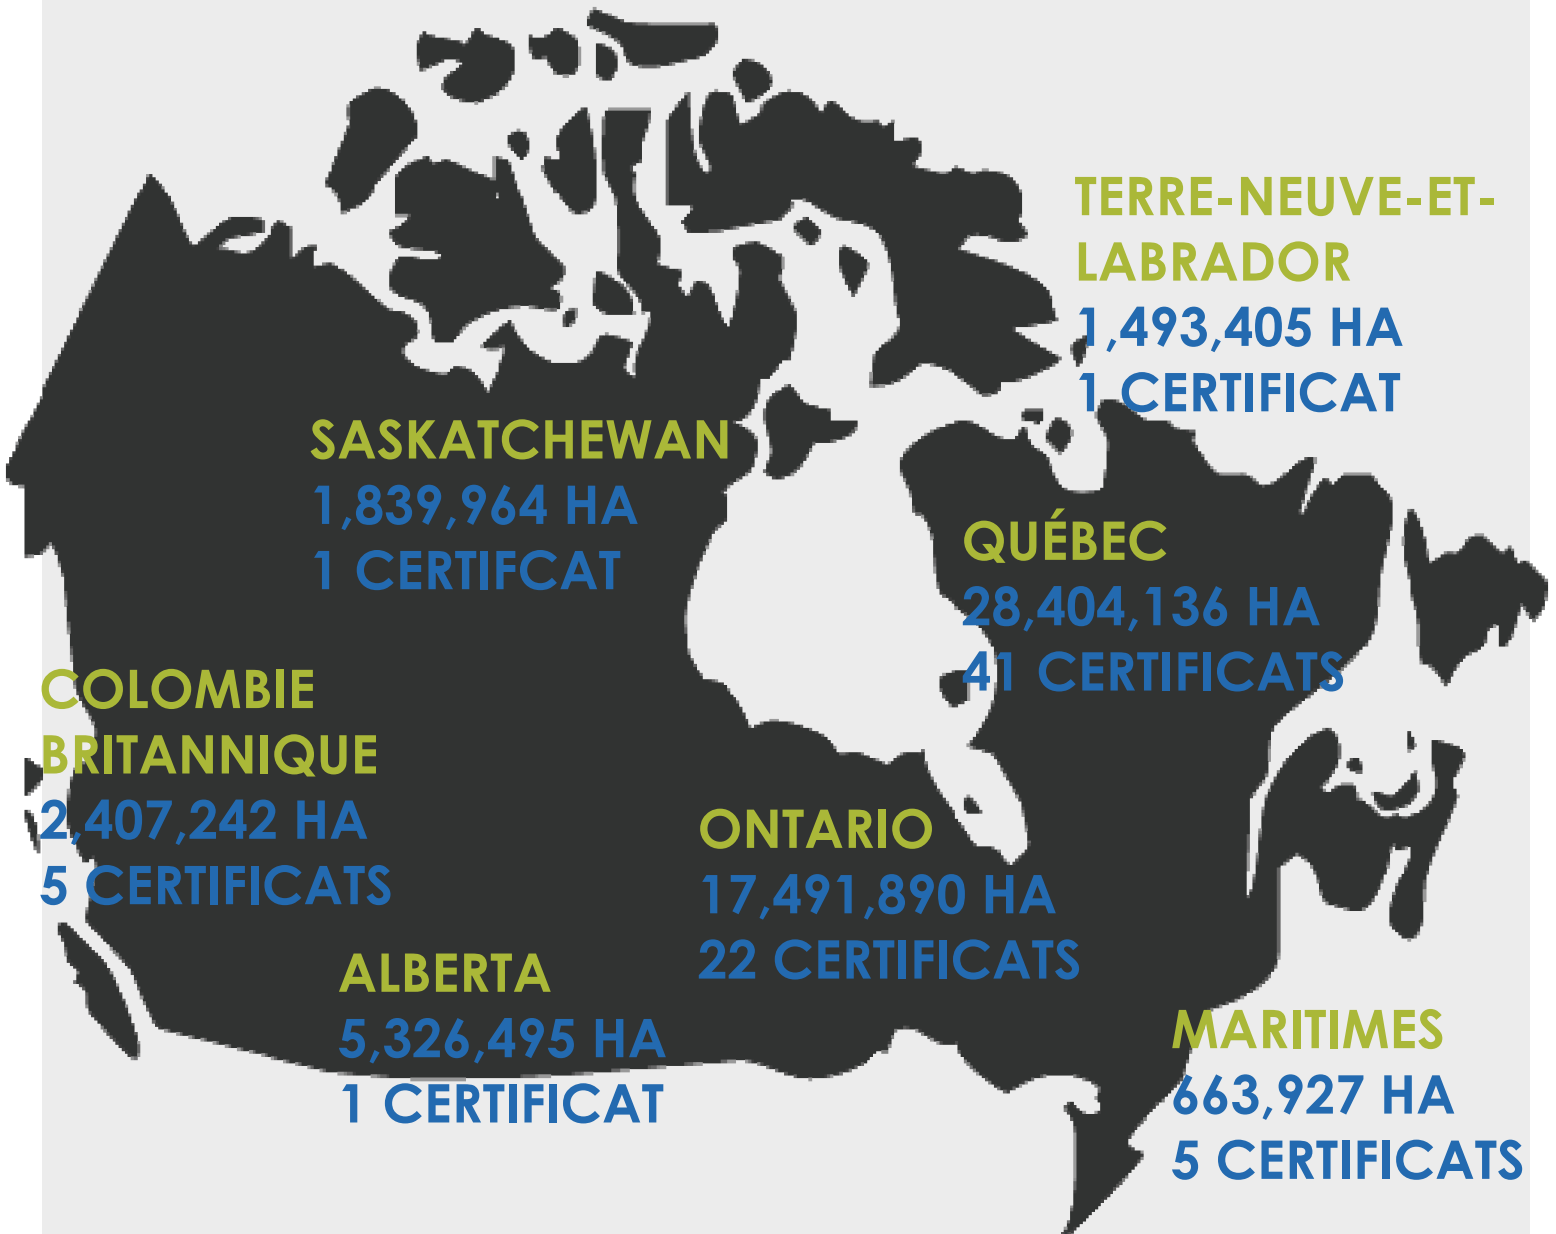 TERRE-NEUVE-ET-
LABRADOR
1,493,405 HA
1 CERTIFICAT
SASKATCHEWAN
1,839,964 HA
1 CERTIFCAT
QUÉBEC
28,404,136 HA
41 CERTIFICATS
COLOMBIE
BRITANNIQUE
2,407,242 HA
5 CERTIFICATS
ONTARIO
17,491,890 HA
22 CERTIFICATS
ALBERTA
5,326,495 HA
1 CERTIFICAT
MARITIMES
663,927 HA
5 CERTIFICATS